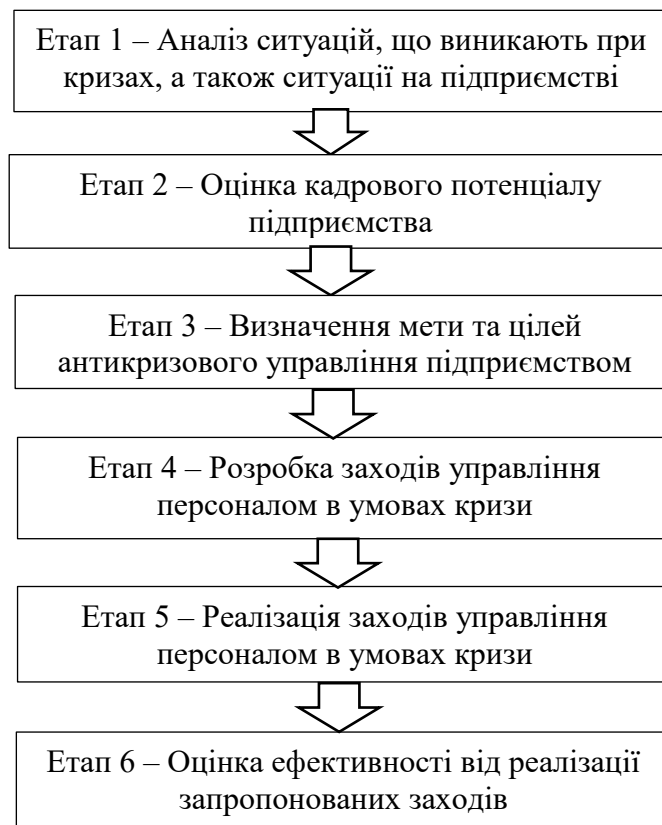 Етап 1 – Аналіз ситуацій, що виникають при
кризах, а також ситуації на підприємстві
Етап 2 – Оцінка кадрового потенціалу
підприємства
Етап 3 – Визначення мети та цілей
антикризового управління підприємством
Етап 4 – Розробка заходів управління
персоналом в умовах кризи
Етап 5 – Реалізація заходів управління
персоналом в умовах кризи
Етап 6 – Оцінка ефективності від реалізації
запропонованих заходів